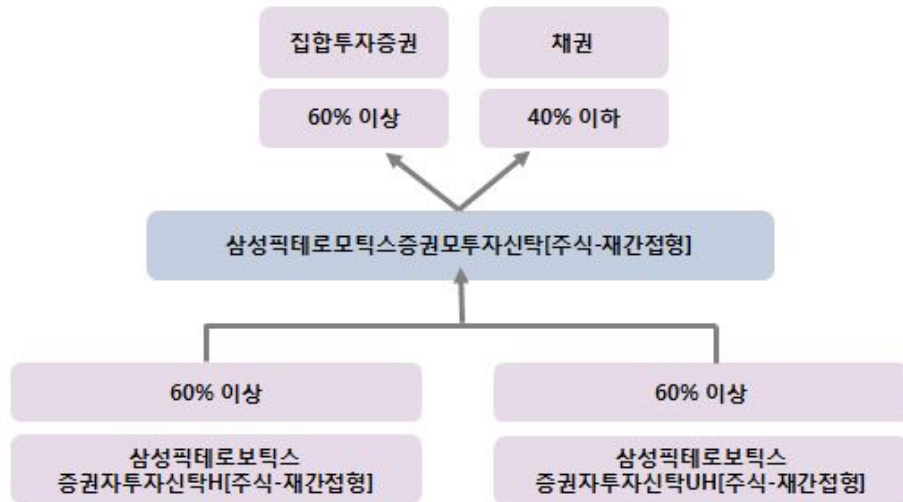 집합투자증권
채권
60% 이상
40% 이하
삼성픽테로모틱스증권모투자신탁[주식-재간접형]
60% 이상
60% 이상
삼성픽테로보틱스
증권자투자신탁H[주식-재간접형]
삼성픽테로보틱스
증권자투자신탁UH[주식-재간접형]